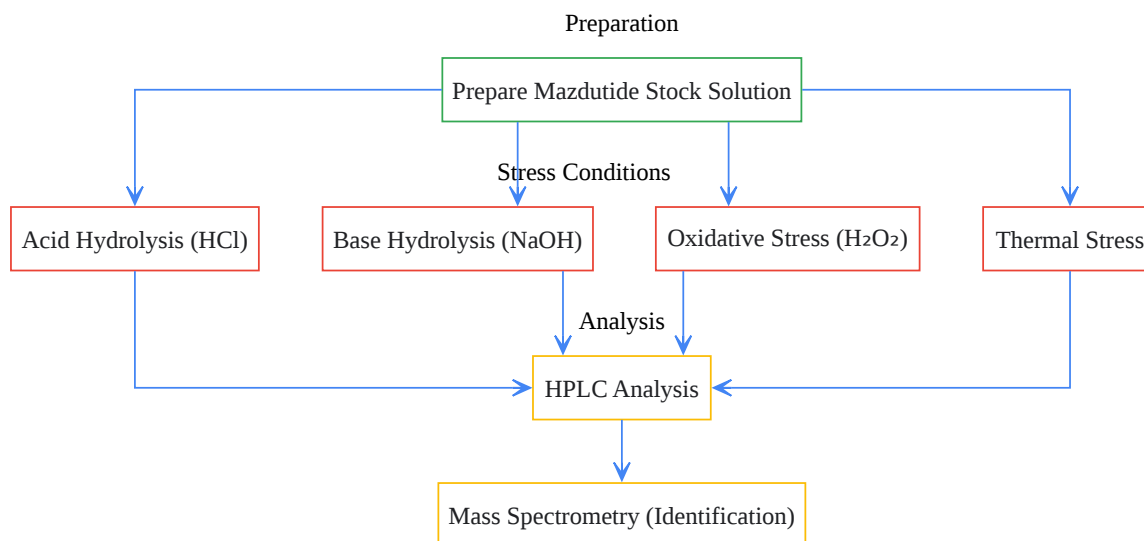 Preparation
Prepare Mazdutide Stock Solution
Stress Conditions
Acid Hydrolysis (HCl)
Base Hydrolysis (NaOH)
Oxidative Stress (H₂O₂)
Thermal Stress
Analysis
HPLC Analysis
Mass Spectrometry (Identification)